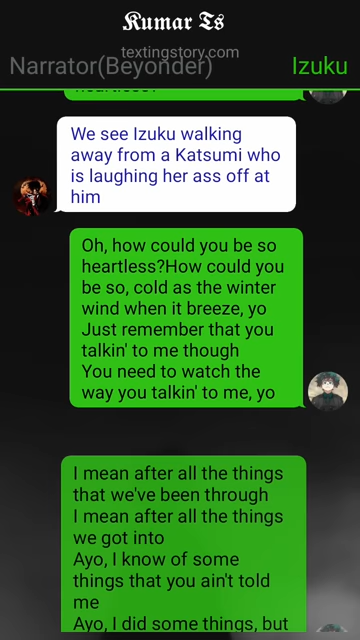 Kumar Ts
textingstory.com
Narrator(Beyonder)
Izuku
heartless?
We see Izuku walking
away from a Katsumi who
is laughing her ass off at
him
Oh, how could you be so
heartless?How could you
be so, cold as the winter
wind when it breeze, yo
Just remember that you
talkin' to me though
You need to watch the
way you talkin' to me, yo
I mean after all the things
that we've been through
I mean after all the things
we got into
Ayo, I know of some
things that you ain't told
me
Ayo, I did some things, but